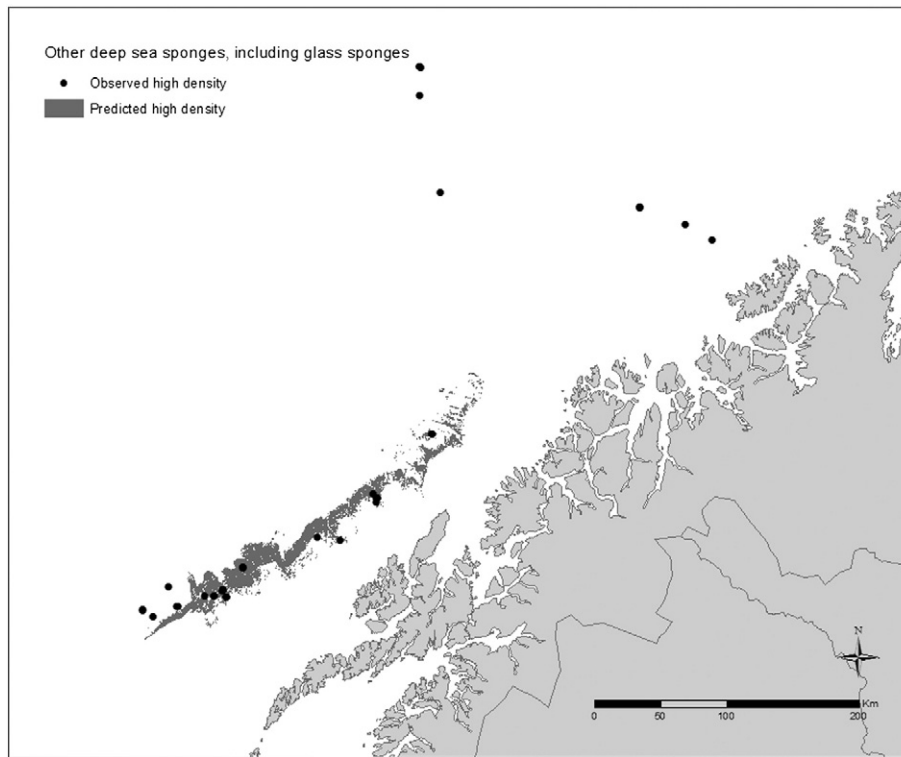 Other deep sea sponges, including glass sponges
Observed high density
Predicted high density
N
Km
0 50 100 200